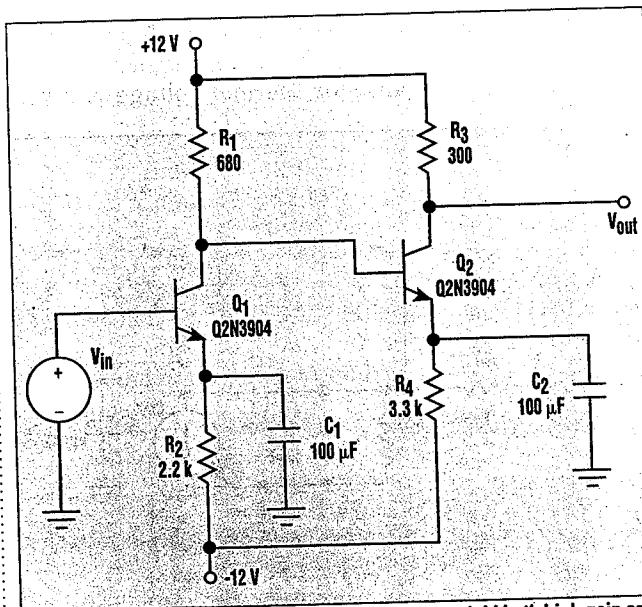 +12 V
R1
680
R3
300
Vout
Q1
Q2N3904
Q2
Q2N3904
Vin
+
–
R2
2.2 k
C1
100 µF
R4
3.3 k
C2
100 µF
-12 V